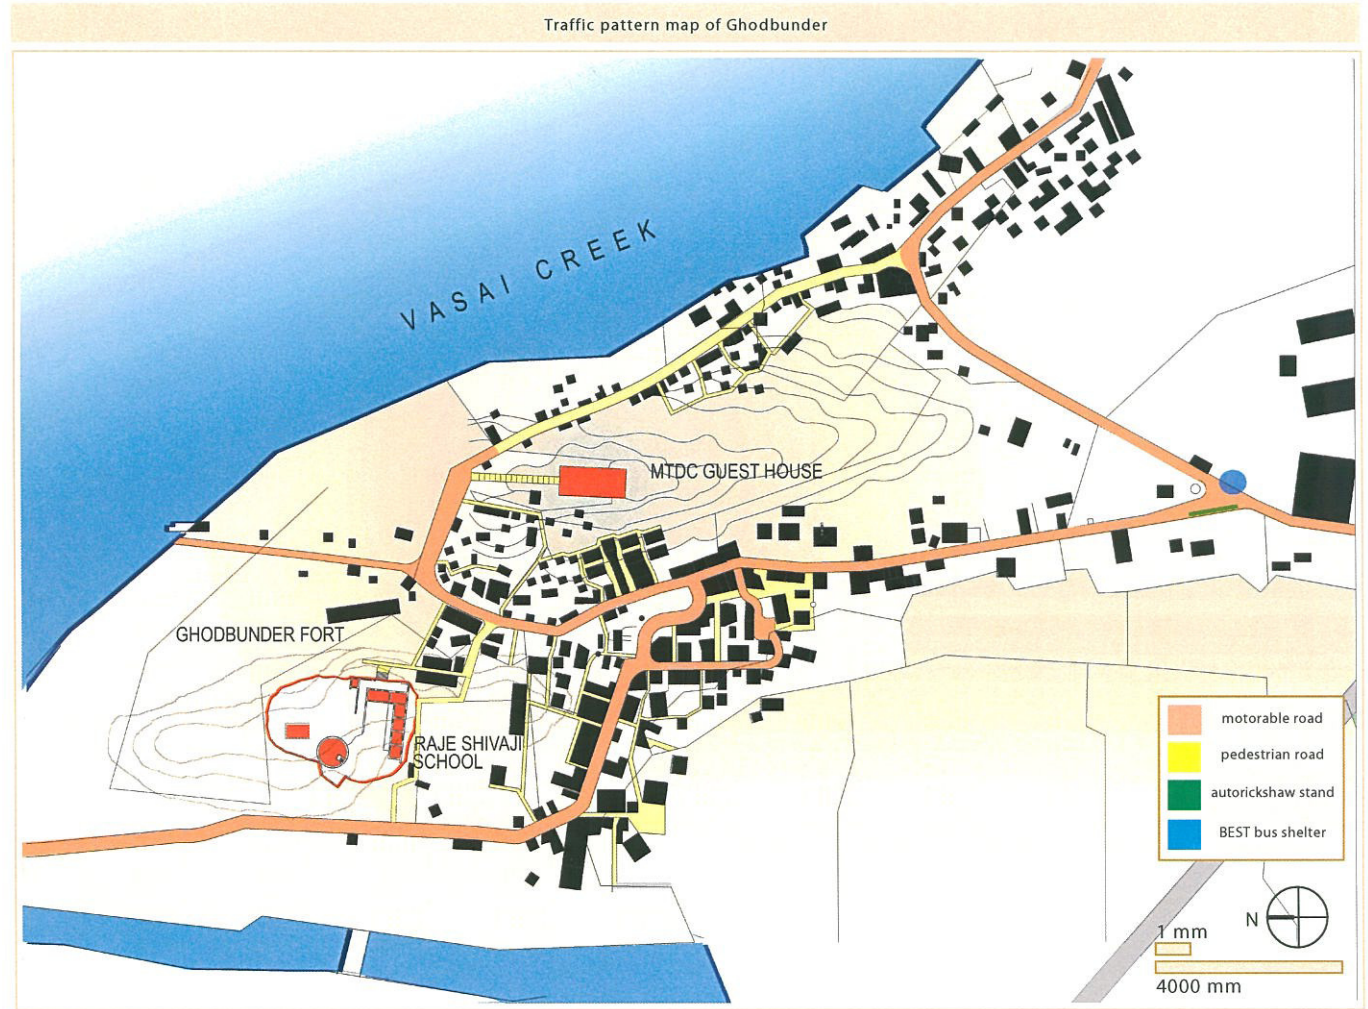 Traffic pattern map of Ghodbunder
VASAI CREEK
MTDC GUEST HOUSE
GHODBUNDER FORT
RAJE SHIVAJI
SCHOOL
motorable road
pedestrian road
autorickshaw stand
BEST bus shelter
N
1 mm
4000 mm